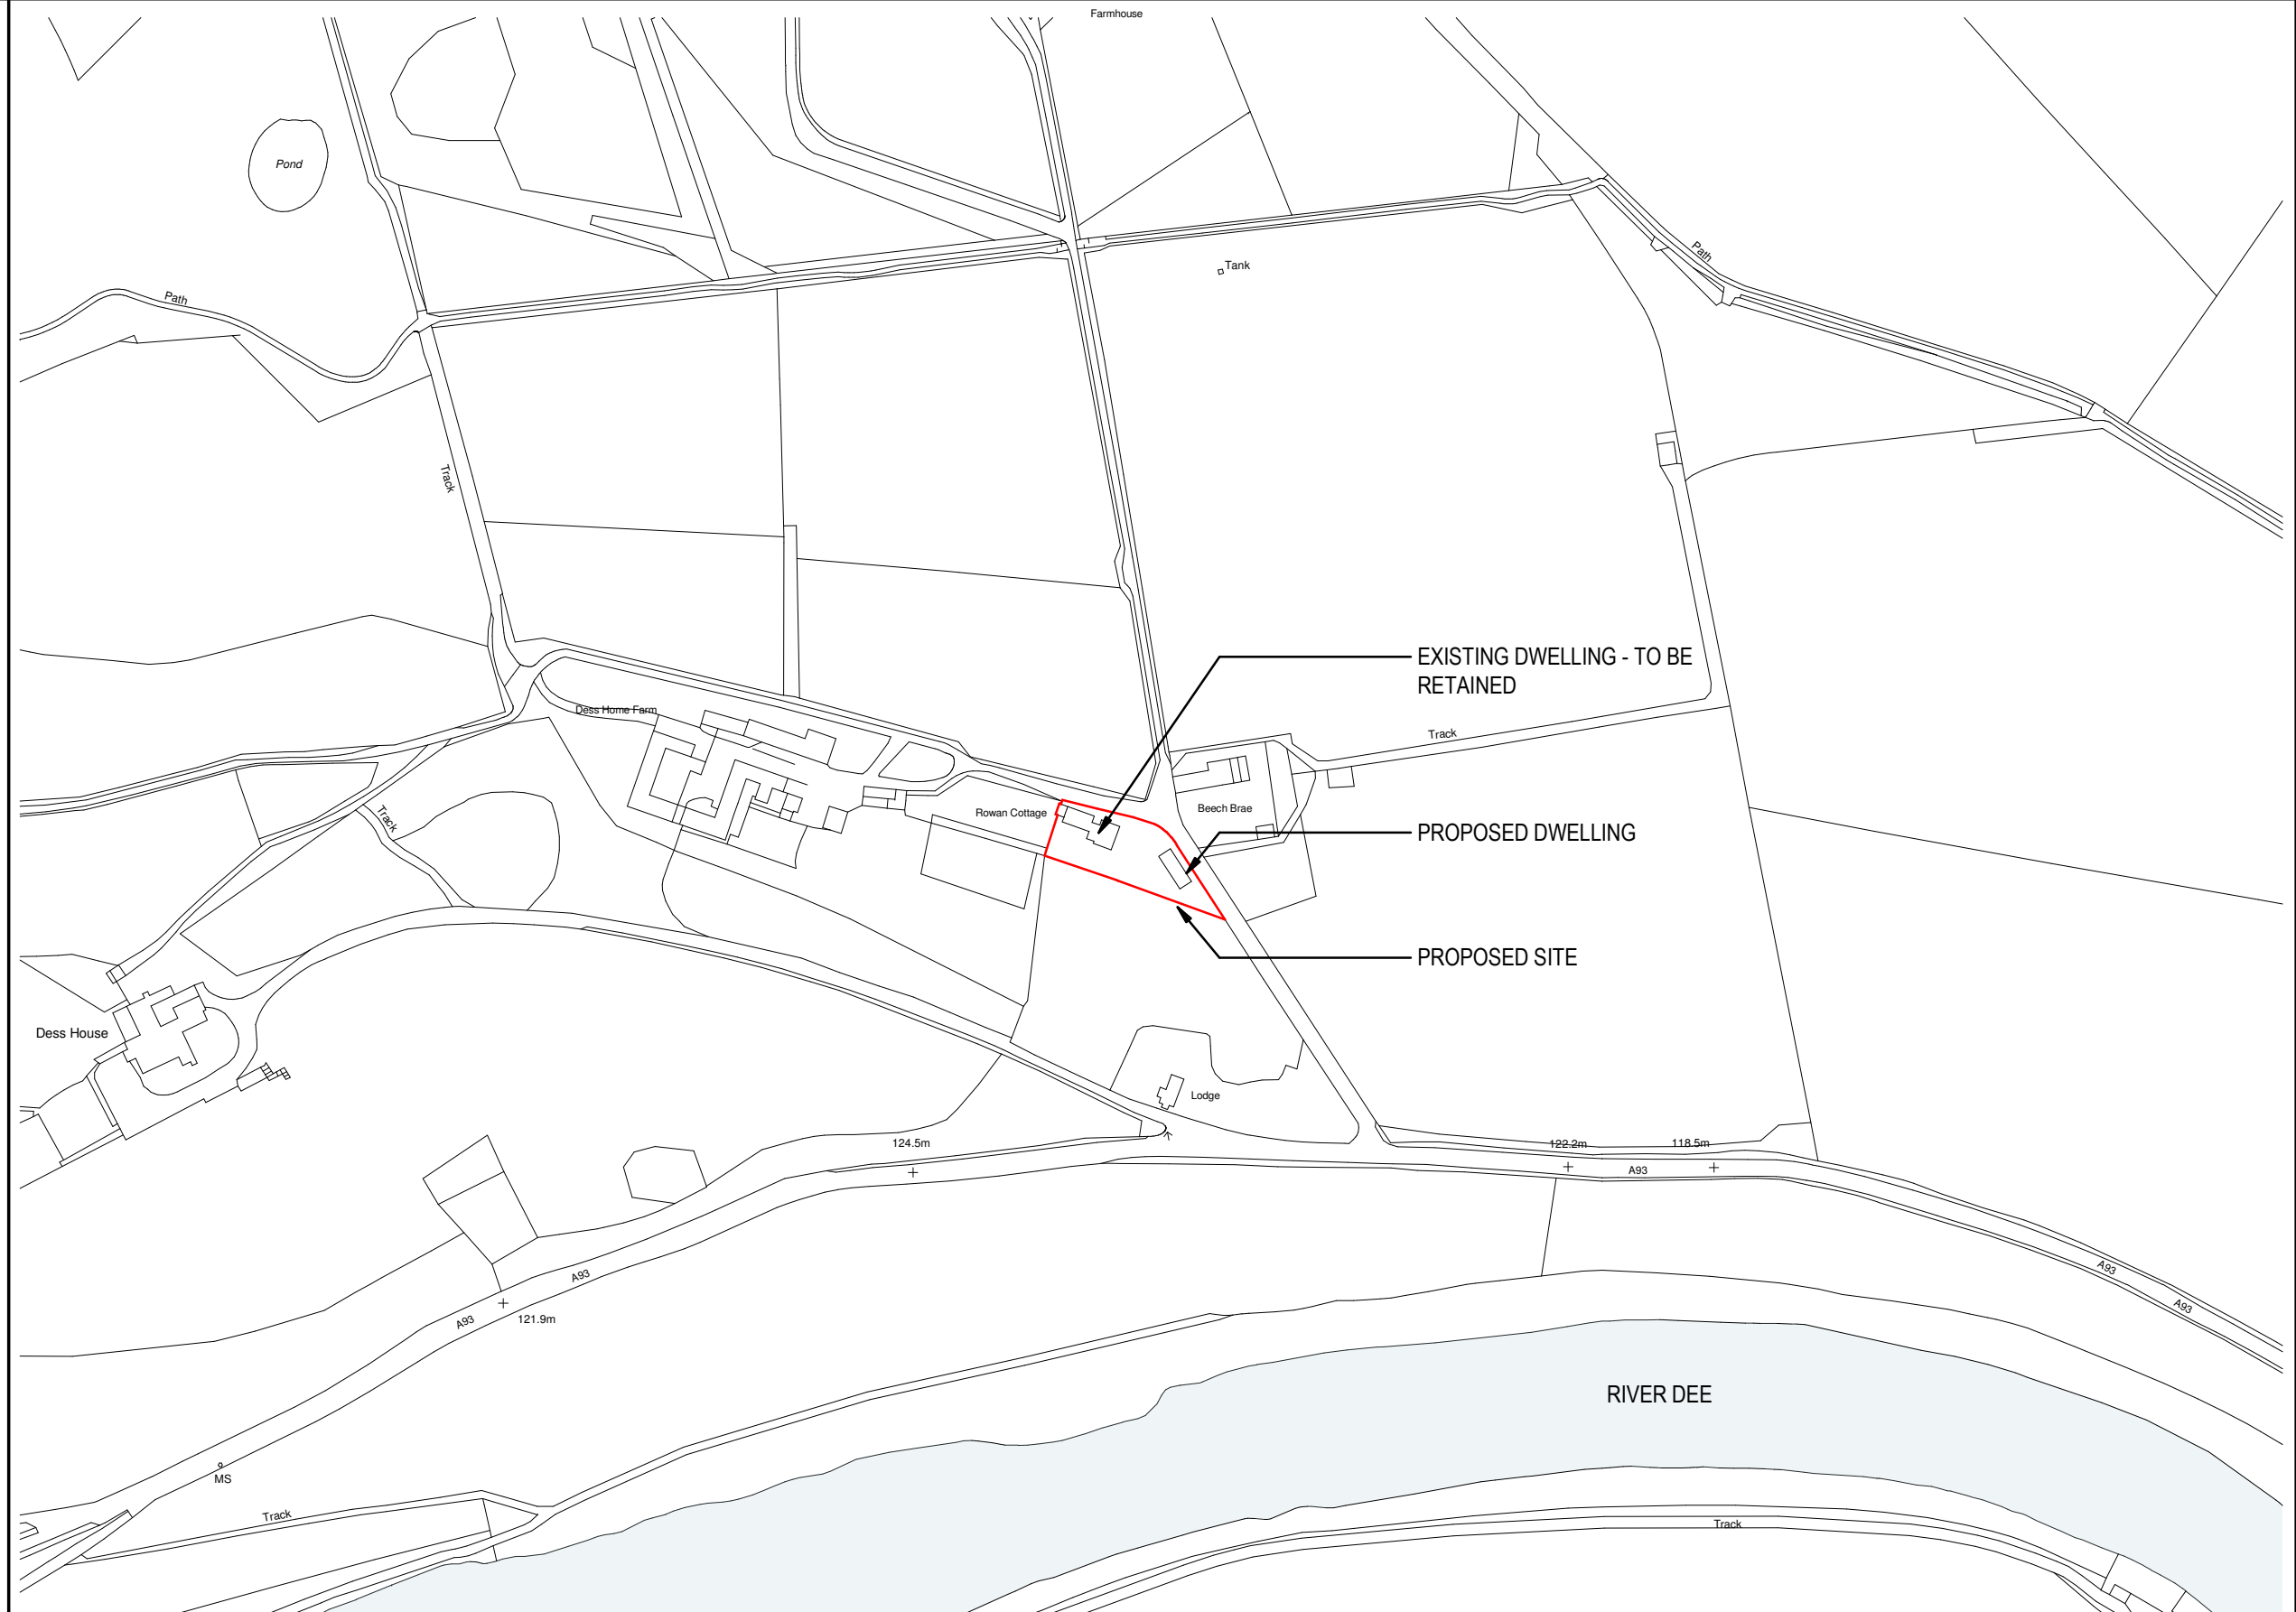 Farmhouse
Pond
Path
Tank
Path
Track
EXISTING DWELLING - TO BE
RETAINED
Dess Home Farm
Track
Rowan Cottage
Beech Brae
Track
PROPOSED DWELLING
PROPOSED SITE
Dess House
Lodge
124.5m
122.2m
118.5m
A93
A93
A93
A93
A93
121.9m
RIVER DEE
MS
Track
Track